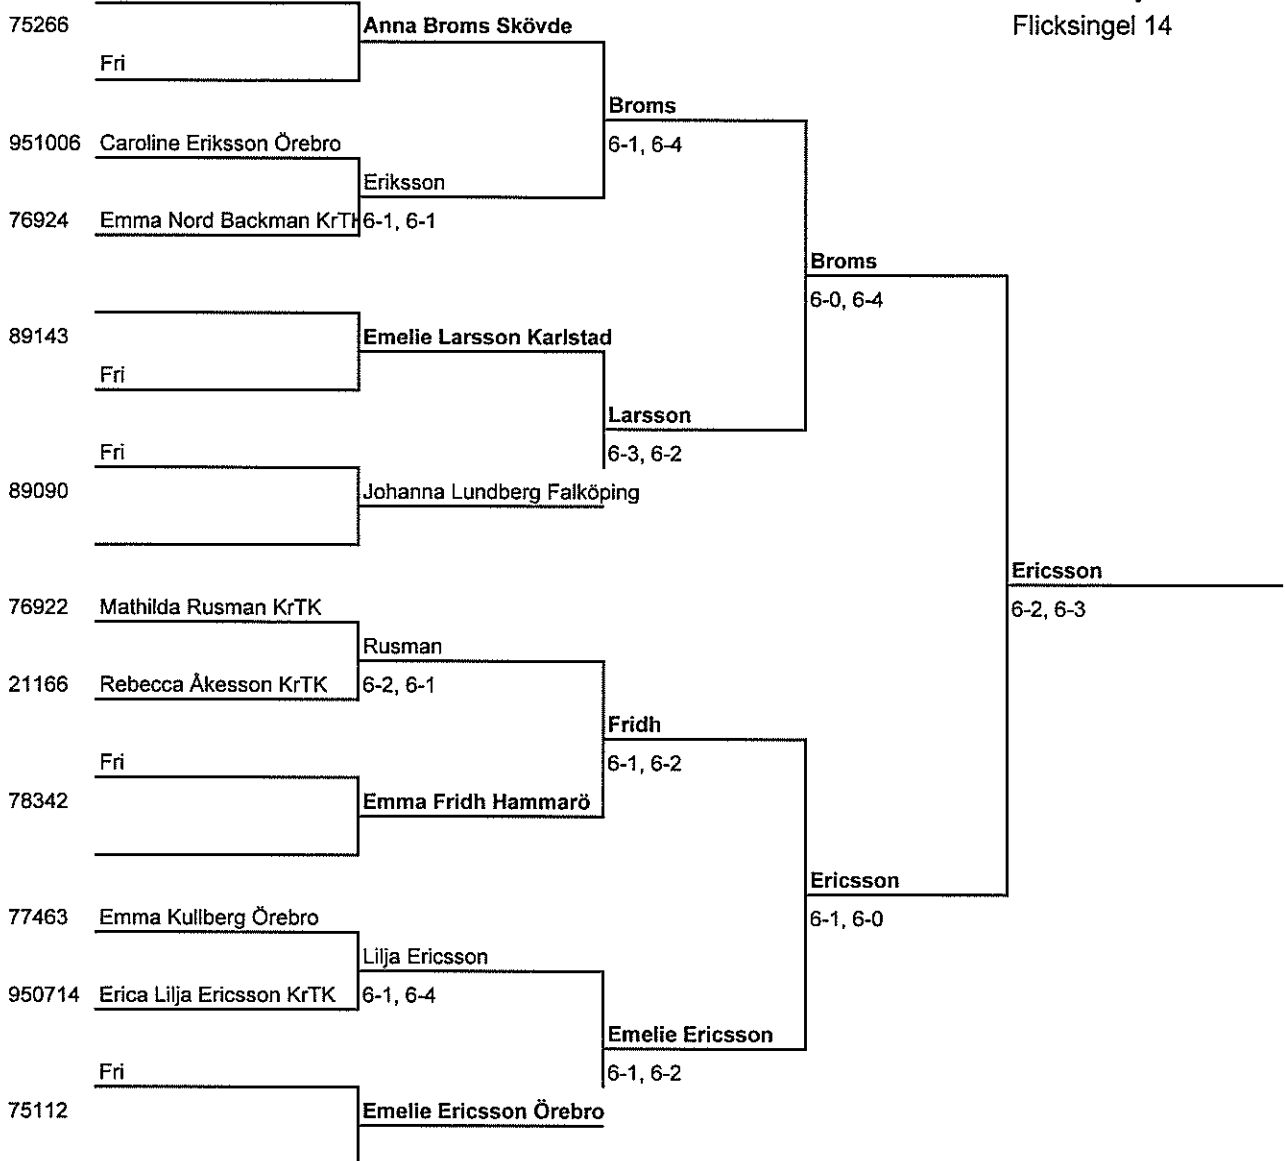 75266 Anna Broms Skövde Flicksingel 14
Fri
Broms
951006 Caroline Eriksson Örebro 6-1, 6-4
Eriksson
76924 Emma Nord Backman KrTK 6-1, 6-1
Broms
6-0, 6-4
89143 Emelie Larsson Karlstad
Fri
Larsson
Fri 6-3, 6-2
89090 Johanna Lundberg Falköping
Ericsson
76922 Mathilda Rusman KrTK 6-2, 6-3
Rusman
21166 Rebecca Åkesson KrTK 6-2, 6-1
Fridh
Fri 6-1, 6-2
78342 Emma Fridh Hammarö
Ericsson
77463 Emma Kullberg Örebro 6-1, 6-0
Lilja Ericsson
950714 Erica Lilja Ericsson KrTK 6-1, 6-4
Emelie Ericsson
Fri 6-1, 6-2
75112 Emelie Ericsson Örebro